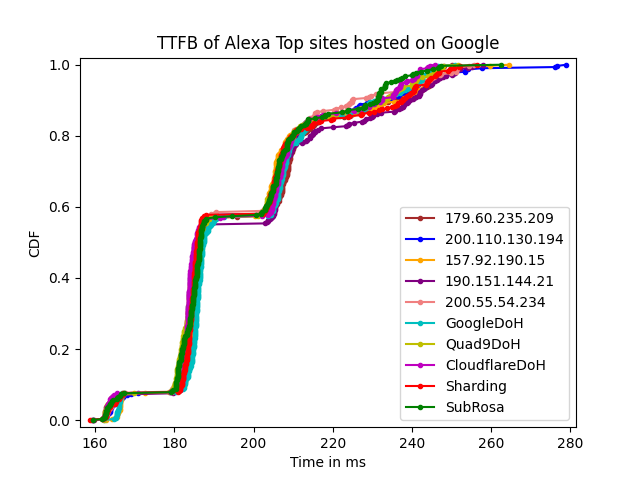 TTFB of Alexa Top sites hosted on Google
1.0
0.8
0.6
0.4
0.2
0.0
CDF
160 180 200 220 240 260 280
Time in ms
179.60.235.209
200.110.130.194
157.92.190.15
190.151.144.21
200.55.54.234
GoogleDoH
Quad9DoH
CloudflareDoH
Sharding
SubRosa